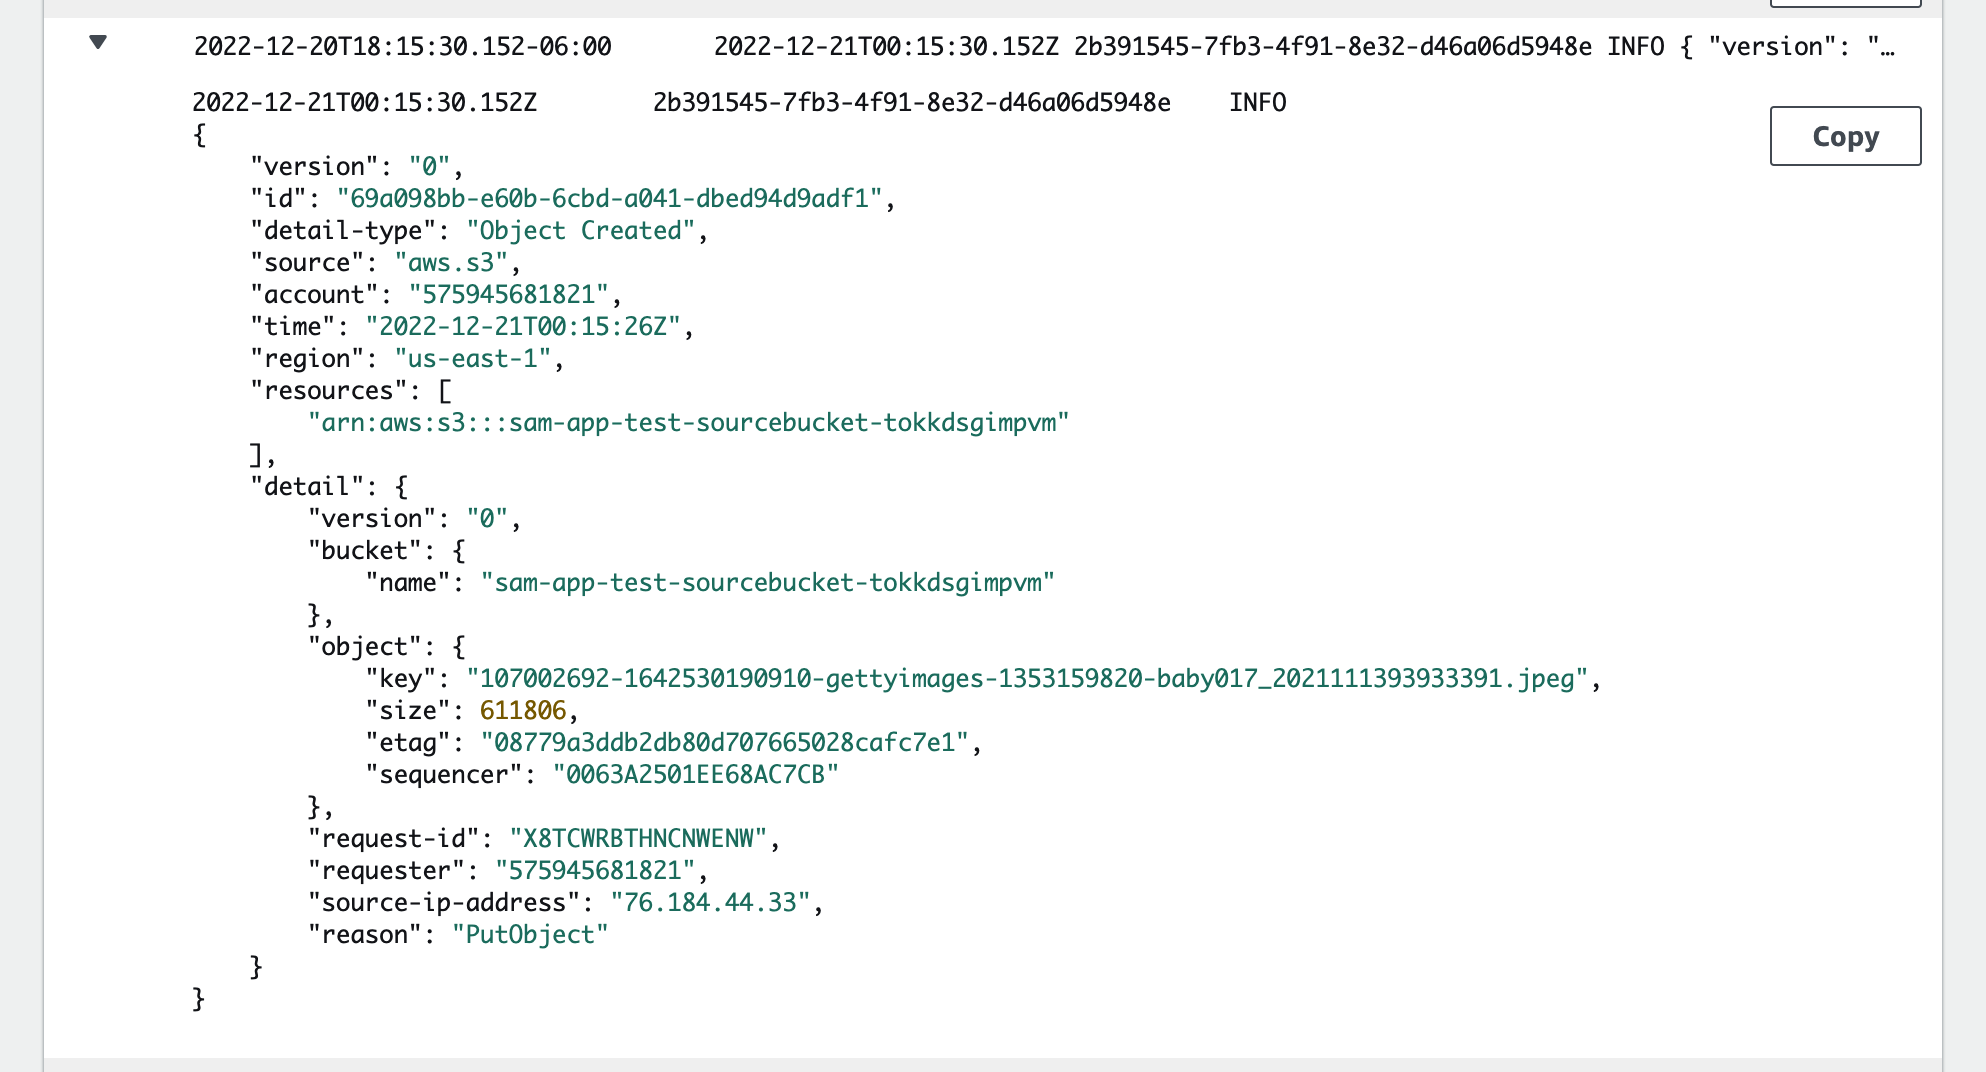 2022-12-20T18:15:30.152-06:00 2022-12-21T00:15:30.152Z 2b391545-7fb3-4f91-8e32-d46a06d5948e INFO { "version": "…
2022-12-21T00:15:30.152Z 2b391545-7fb3-4f91-8e32-d46a06d5948e INFO
{
Copy
    "version": "0",
    "id": "69a098bb-e60b-6cbd-a041-dbed94d9adf1",
    "detail-type": "Object Created",
    "source": "aws.s3",
    "account": "575945681821",
    "time": "2022-12-21T00:15:26Z",
    "region": "us-east-1",
    "resources": [
        "arn:aws:s3:::sam-app-test-sourcebucket-tokkdsgimpvm"
    ],
    "detail": {
        "version": "0",
        "bucket": {
            "name": "sam-app-test-sourcebucket-tokkdsgimpvm"
        },
        "object": {
            "key": "107002692-1642530190910-gettyimages-1353159820-baby017_2021111393933391.jpeg",
            "size": 611806,
            "etag": "08779a3ddb2db80d707665028cafc7e1",
            "sequencer": "0063A2501EE68AC7CB"
        },
        "request-id": "X8TCWRBTHNCNWENW",
        "requester": "575945681821",
        "source-ip-address": "76.184.44.33",
        "reason": "PutObject"
    }
}